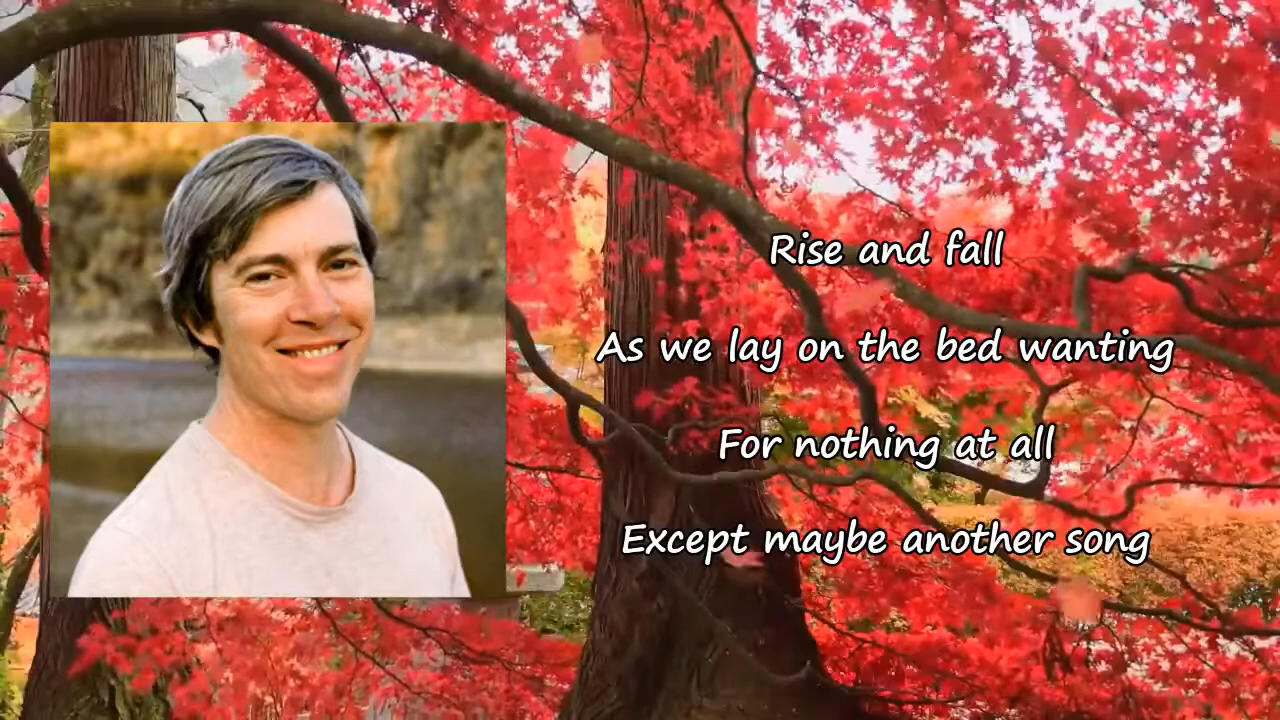 Rise and fall
As we lay on the bed wanting
For nothing at all
Except maybe another song